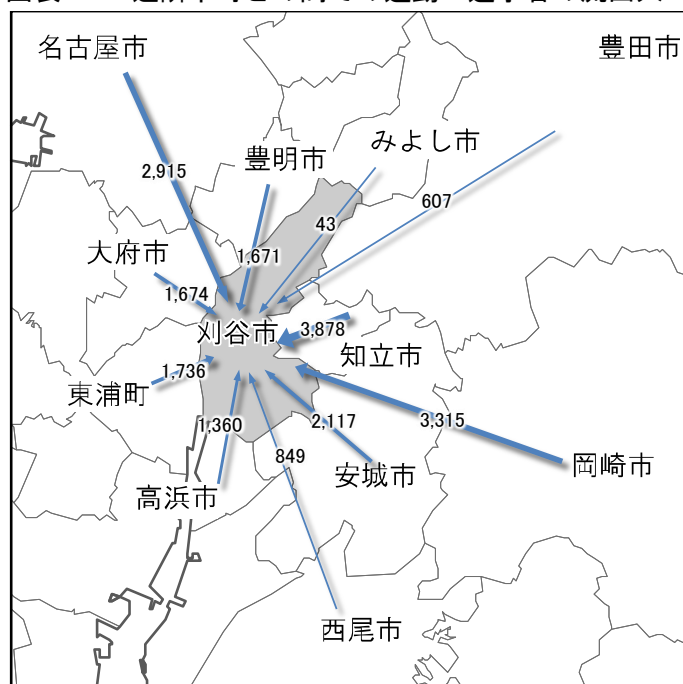 名古屋市
豊田市
みよし市
豊明市
2,915
607
43
大府市
1,671
1,674
刈谷市
3,878
知立市
1,736
東浦町
1,360
2,117
3,315
849
岡崎市
安城市
高浜市
西尾市